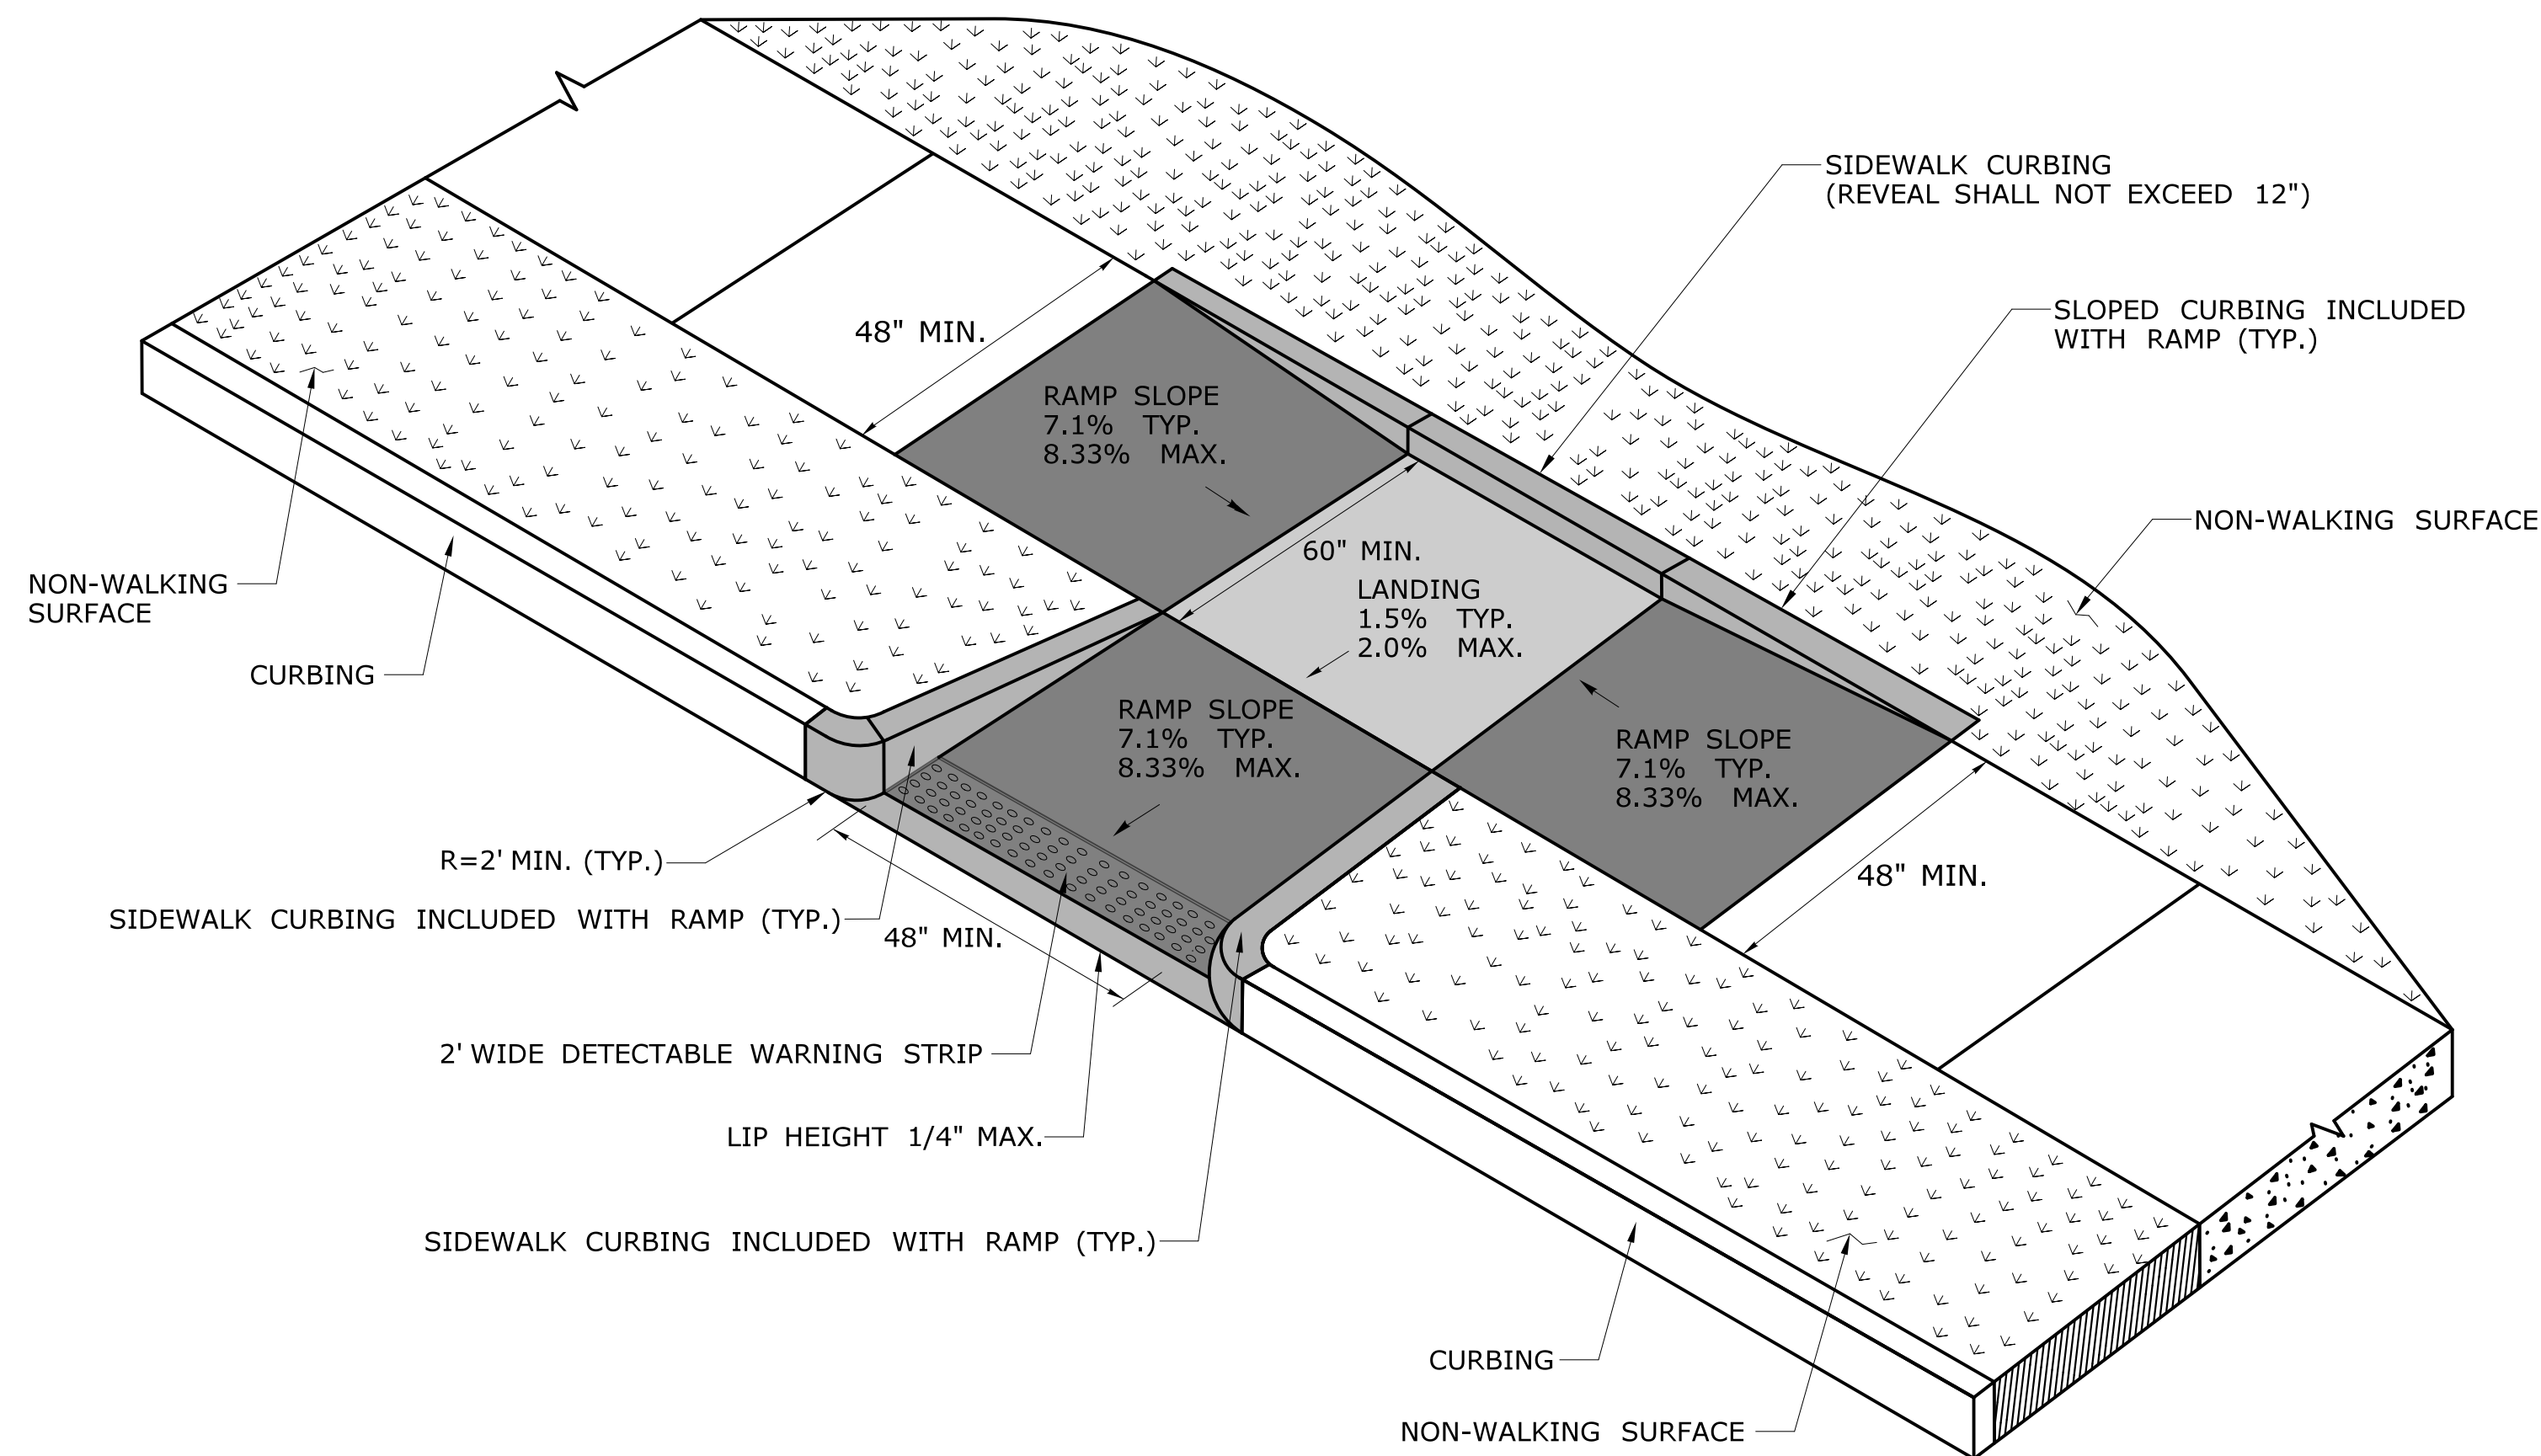 SIDEWALK CURBING
(REVEAL SHALL NOT EXCEED 12")
SLOPED CURBING INCLUDED
WITH RAMP (TYP.)
48" MIN.
RAMP SLOPE
7.1% TYP.
8.33% MAX.
NON-WALKING SURFACE
60" MIN.
LANDING
1.5% TYP.
2.0% MAX.
NON-WALKING
SURFACE
CURBING
RAMP SLOPE
7.1% TYP.
8.33% MAX.
RAMP SLOPE
7.1% TYP.
8.33% MAX.
R=2' MIN. (TYP.)
48" MIN.
SIDEWALK CURBING INCLUDED WITH RAMP (TYP.)
48" MIN.
2' WIDE DETECTABLE WARNING STRIP
LIP HEIGHT 1/4" MAX.
SIDEWALK CURBING INCLUDED WITH RAMP (TYP.)
CURBING
NON-WALKING SURFACE